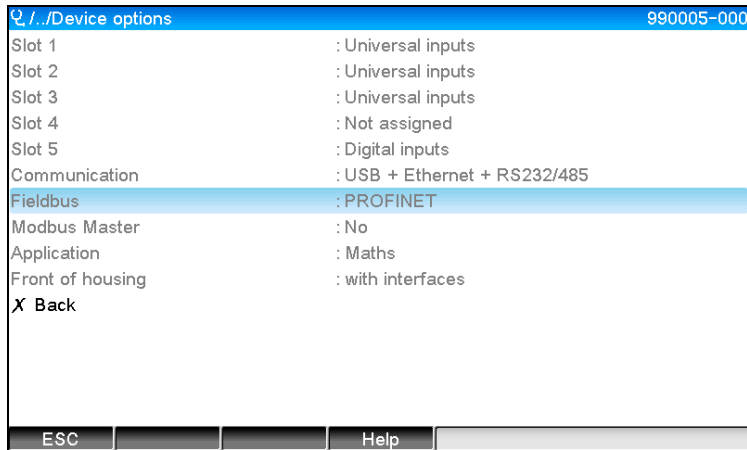 /../Device options 990005-000
Slot 1 : Universal inputs
Slot 2 : Universal inputs
Slot 3 : Universal inputs
Slot 4 : Not assigned
Slot 5 : Digital inputs
Communication : USB + Ethernet + RS232/485
Fieldbus : PROFINET
Modbus Master : No
Application : Maths
Front of housing : with interfaces
X Back
ESC Help